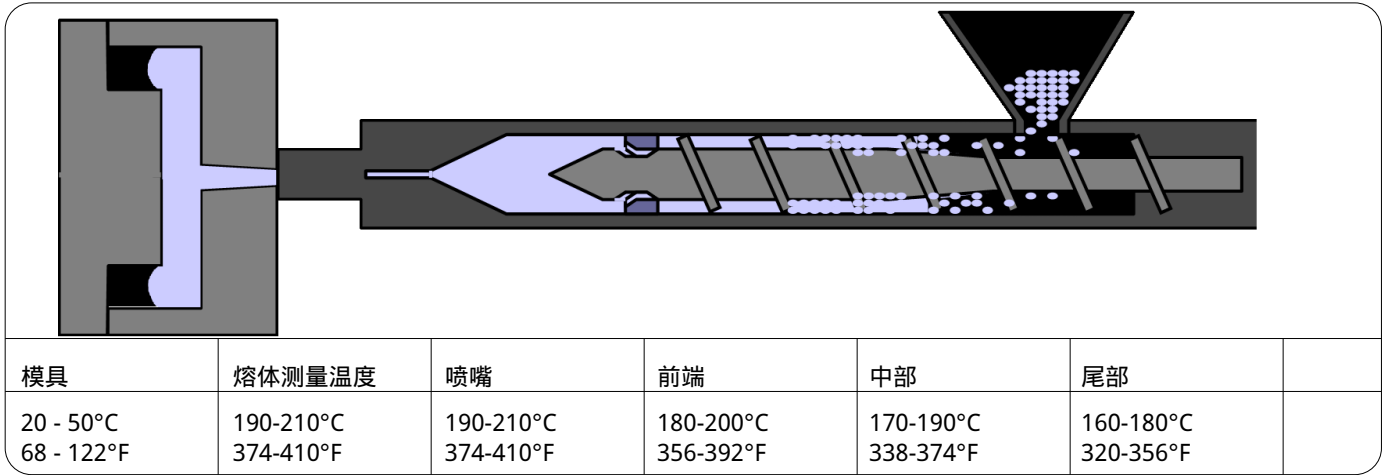 模具 熔体测量温度 喷嘴 前端 中部 尾部
20 - 50°C 190-210°C 190-210°C 180-200°C 170-190°C 160-180°C
68 - 122°F 374-410°F 374-410°F 356-392°F 338-374°F 320-356°F